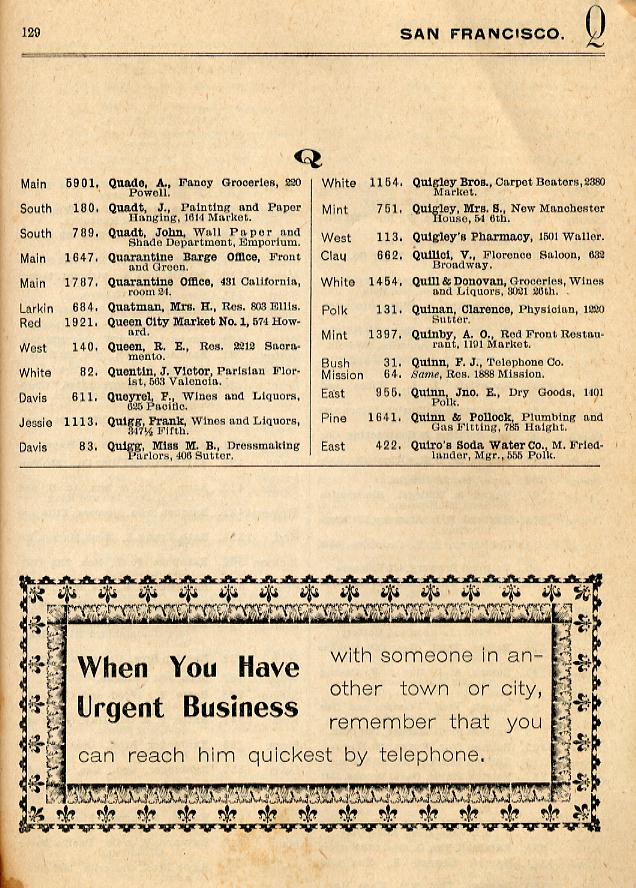 129
SAN FRANCISCO. Q
Q
Main 5901. Quade, A., Fancy Groceries, 220
Powell.
South 180. Quadt, J., Painting and Paper
Hanging, 1614 Market.
South 789. Quadt, John, Wall Paper and
Shade Department, Emporium.
Main 1647. Quarantine Barge Office, Front
and Green.
Main 1787. Quarantine Office, 431 California,
room 24.
Larkin 684. Quatman, Mrs. H., Res. 803 Ellis.
Red 1921. Queen City Market No. 1, 574 How-
ard.
West 140. Queen, R. E., Res. 2212 Sacra-
mento.
White 82. Quentin, J. Victor, Parisian Flor-
ist, 563 Valencia.
Davis 611. Queyrel, F., Wines and Liquors,
625 Pacific.
Jessie 1113. Quigg, Frank, Wines and Liquors,
347½ Fifth.
Davis 83. Quigg, Miss M. B., Dressmaking
Parlors, 406 Sutter.
White 1154. Quigley Bros., Carpet Beaters, 2380
Market.
Mint 751. Quigley, Mrs. S., New Manchester
House, 54 6th.
West 113. Quigley's Pharmacy, 1501 Waller.
Clay 662. Quilici, V., Florence Saloon, 632
Broadway.
White 1454. Quill & Donovan, Groceries, Wines
and Liquors, 3021 26th.
Polk 131. Quinan, Clarence, Physician, 1220
Sutter.
Mint 1397. Quinby, A. O., Red Front Restau-
rant, 1191 Market.
Bush 31. Quinn, F. J., Telephone Co.
Mission 64. Same, Res. 1888 Mission.
East 955. Quinn, Jno. E., Dry Goods, 1401
Polk.
Pine 1641. Quinn & Pollock, Plumbing and
Gas Fitting, 785 Haight.
East 422. Quiro's Soda Water Co., M. Fried-
lander, Mgr., 555 Polk.
When You Have
Urgent Business
with someone in an-
other town or city,
remember that you
can reach him quickest by telephone.